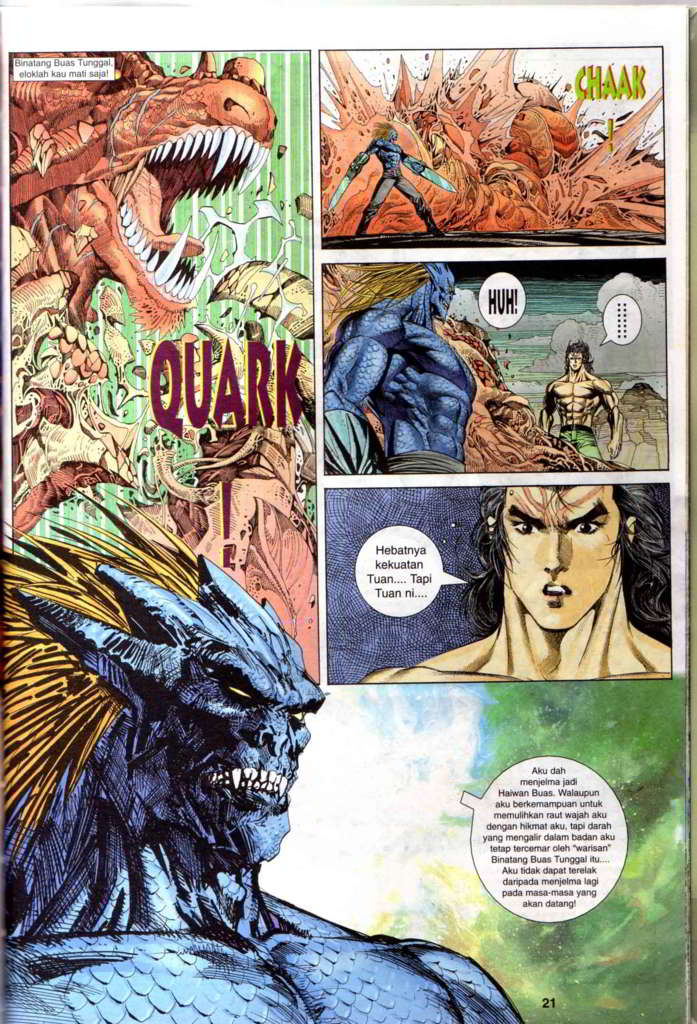 Binatang Buas Tunggal,
eloklah kau mati saja!
QUARK
!
CHAAK
!
HUH!
Hebatnya
kekuatan
Tuan.... Tapi
Tuan ni....
Aku dah
menjelma jadi
Haiwan Buas. Walaupun
aku berkemampuan untuk
memulihkan raut wajah aku
dengan hikmat aku, tapi darah
yang mengalir dalam badan aku
tetap tercemar oleh "warisan"
Binatang Buas Tunggal itu....
Aku tidak dapat terelak
daripada menjelma lagi
pada masa-masa yang
akan datang!
21